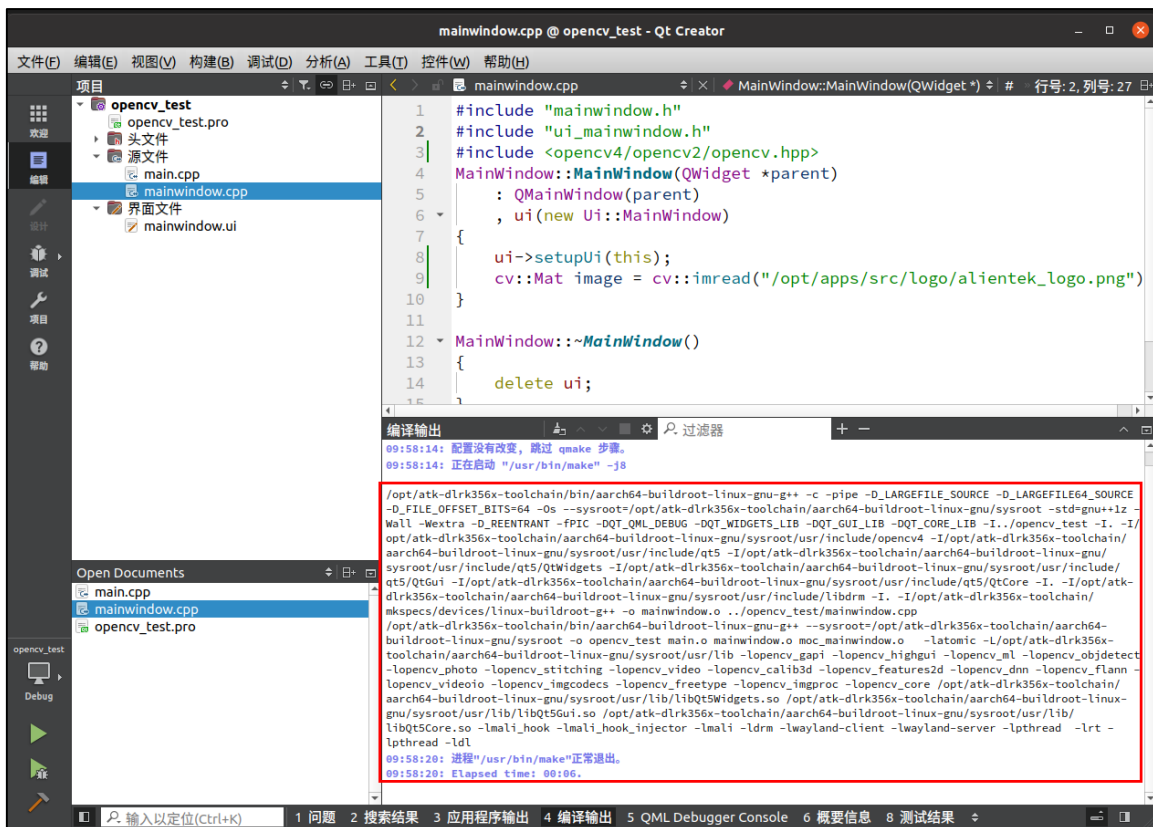 mainwindow.cpp @ opencv_test - Qt Creator
文件(F) 编辑(E) 视图(V) 构建(B) 调试(D) 分析(A) 工具(T) 控件(W) 帮助(H)
项目
mainwindow.cpp
MainWindow::MainWindow(QWidget *)
#
行号: 2, 列号: 27
欢迎
编辑
设计
调试
项目
帮助
opencv_test
opencv_test.pro
头文件
源文件
main.cpp
mainwindow.cpp
界面文件
mainwindow.ui
1 #include "mainwindow.h"
2 #include "ui_mainwindow.h"
3 #include <opencv4/opencv2/opencv.hpp>
4 MainWindow::MainWindow(QWidget *parent)
5 : QMainWindow(parent)
6 , ui(new Ui::MainWindow)
7 {
8 ui->setupUi(this);
9 cv::Mat image = cv::imread("/opt/apps/src/logo/alientek_logo.png")
10 }
11
12 MainWindow::~MainWindow()
13 {
14 delete ui;
15 }
Open Documents
main.cpp
mainwindow.cpp
opencv_test.pro
opencv_test
Debug
编译输出
过滤器
09:58:14: 配置没有改变, 跳过 qmake 步骤。
09:58:14: 正在启动 "/usr/bin/make" -j8
/opt/atk-dlrk356x-toolchain/bin/aarch64-buildroot-linux-gnu-g++ -c -pipe -D_LARGEFILE_SOURCE -D_LARGEFILE64_SOURCE
-D_FILE_OFFSET_BITS=64 -Os --sysroot=/opt/atk-dlrk356x-toolchain/aarch64-buildroot-linux-gnu/sysroot -std=gnu++1z -
Wall -Wextra -D_REENTRANT -fPIC -DQT_QML_DEBUG -DQT_WIDGETS_LIB -DQT_GUI_LIB -DQT_CORE_LIB -I../opencv_test -I. -I/
opt/atk-dlrk356x-toolchain/aarch64-buildroot-linux-gnu/sysroot/usr/include/opencv4 -I/opt/atk-dlrk356x-toolchain/
aarch64-buildroot-linux-gnu/sysroot/usr/include/qt5 -I/opt/atk-dlrk356x-toolchain/aarch64-buildroot-linux-gnu/
sysroot/usr/include/qt5/QtWidgets -I/opt/atk-dlrk356x-toolchain/aarch64-buildroot-linux-gnu/sysroot/usr/include/
qt5/QtGui -I/opt/atk-dlrk356x-toolchain/aarch64-buildroot-linux-gnu/sysroot/usr/include/qt5/QtCore -I. -I/opt/atk-
dlrk356x-toolchain/aarch64-buildroot-linux-gnu/sysroot/usr/include/libdrm -I. -I/opt/atk-dlrk356x-toolchain/
mkspecs/devices/linux-buildroot-g++ -o mainwindow.o ../opencv_test/mainwindow.cpp
/opt/atk-dlrk356x-toolchain/bin/aarch64-buildroot-linux-gnu-g++ --sysroot=/opt/atk-dlrk356x-toolchain/aarch64-
buildroot-linux-gnu/sysroot -o opencv_test main.o mainwindow.o moc_mainwindow.o -latomic -L/opt/atk-dlrk356x-
toolchain/aarch64-buildroot-linux-gnu/sysroot/usr/lib -lopencv_gapi -lopencv_highgui -lopencv_ml -lopencv_objdetect
-lopencv_photo -lopencv_stitching -lopencv_video -lopencv_calib3d -lopencv_features2d -lopencv_dnn -lopencv_flann -
lopencv_videoio -lopencv_imgcodecs -lopencv_freetype -lopencv_imgproc -lopencv_core /opt/atk-dlrk356x-toolchain/
aarch64-buildroot-linux-gnu/sysroot/usr/lib/libQt5Widgets.so /opt/atk-dlrk356x-toolchain/aarch64-buildroot-linux-
gnu/sysroot/usr/lib/libQt5Gui.so /opt/atk-dlrk356x-toolchain/aarch64-buildroot-linux-gnu/sysroot/usr/lib/
libQt5Core.so -lmali_hook -lmali_hook_injector -lmali -ldrm -lwayland-client -lwayland-server -lpthread -lrt -
lpthread -ldl
09:58:20: 进程"/usr/bin/make"正常退出。
09:58:20: Elapsed time: 00:06.
输入以定位(Ctrl+K)
1 问题 2 搜索结果 3 应用程序输出 4 编译输出 5 QML Debugger Console 6 概要信息 8 测试结果